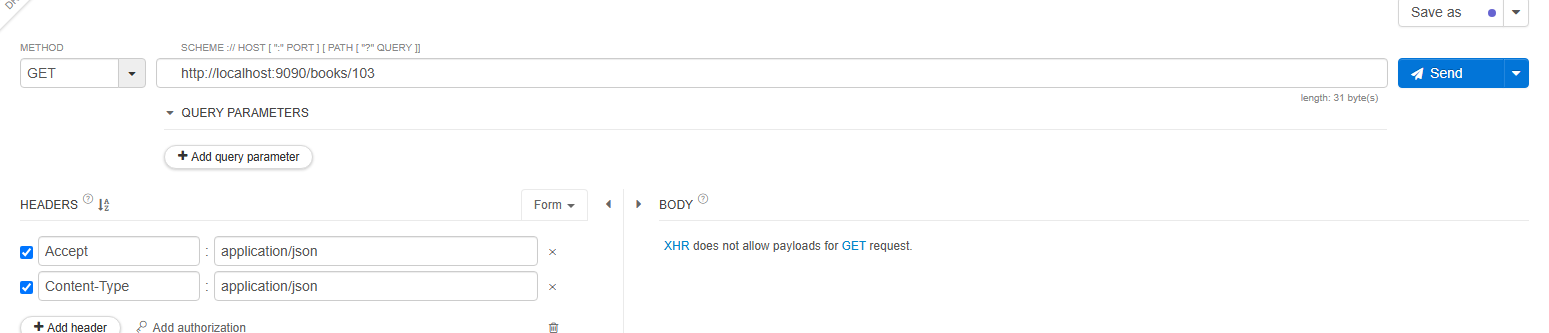 DR
Save as
METHOD
SCHEME :// HOST [ ":" PORT ] [ PATH [ "?" QUERY ]]
GET
http://localhost:9090/books/103
Send
length: 31 byte(s)
QUERY PARAMETERS
+ Add query parameter
HEADERS ? Form
BODY ?
XHR does not allow payloads for GET request.
Accept : application/json ×
Content-Type : application/json ×
+ Add header Add authorization